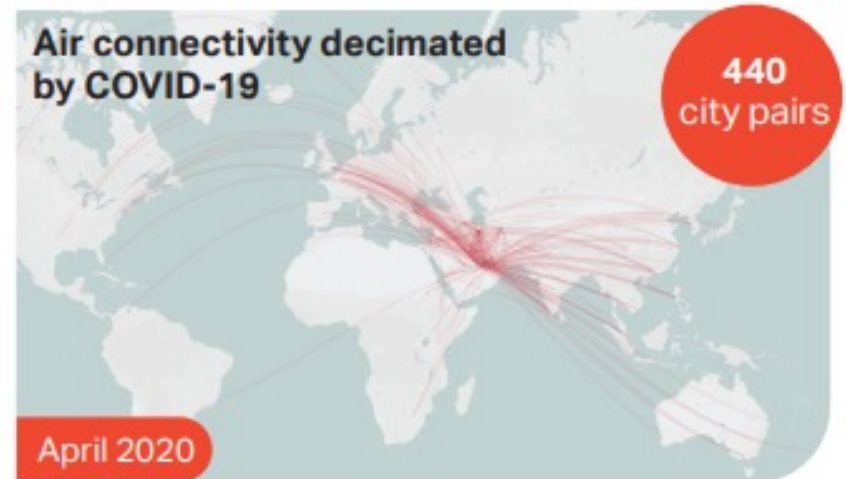 Air connectivity decimated
by COVID-19
440
city pairs
April 2020